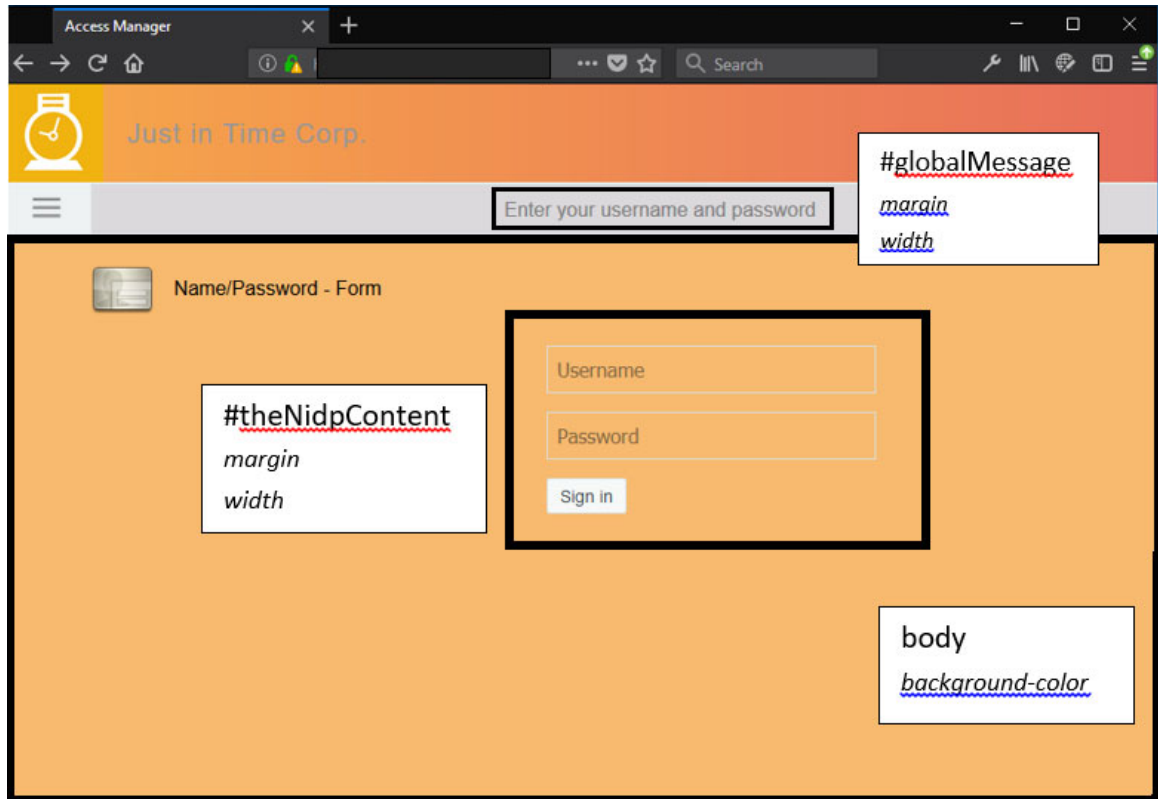 Access Manager
Search
Just in Time Corp.
Enter your username and password
#globalMessage
margin
width
Name/Password - Form
Username
Password
Sign in
#theNidpContent
margin
width
body
background-color